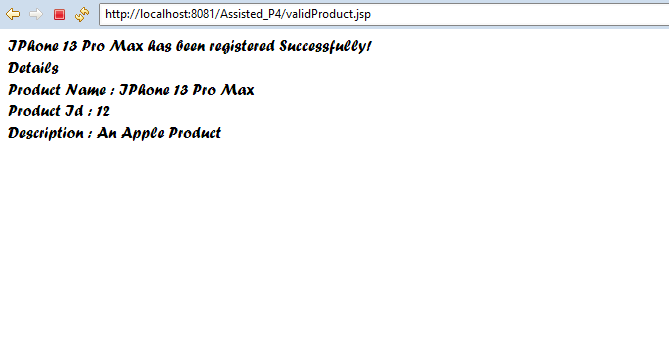 http://localhost:8081/Assisted_P4/validProduct.jsp
IPhone 13 Pro Max has been registered Successfully!
Details
Product Name : IPhone 13 Pro Max
Product Id : 12
Description : An Apple Product